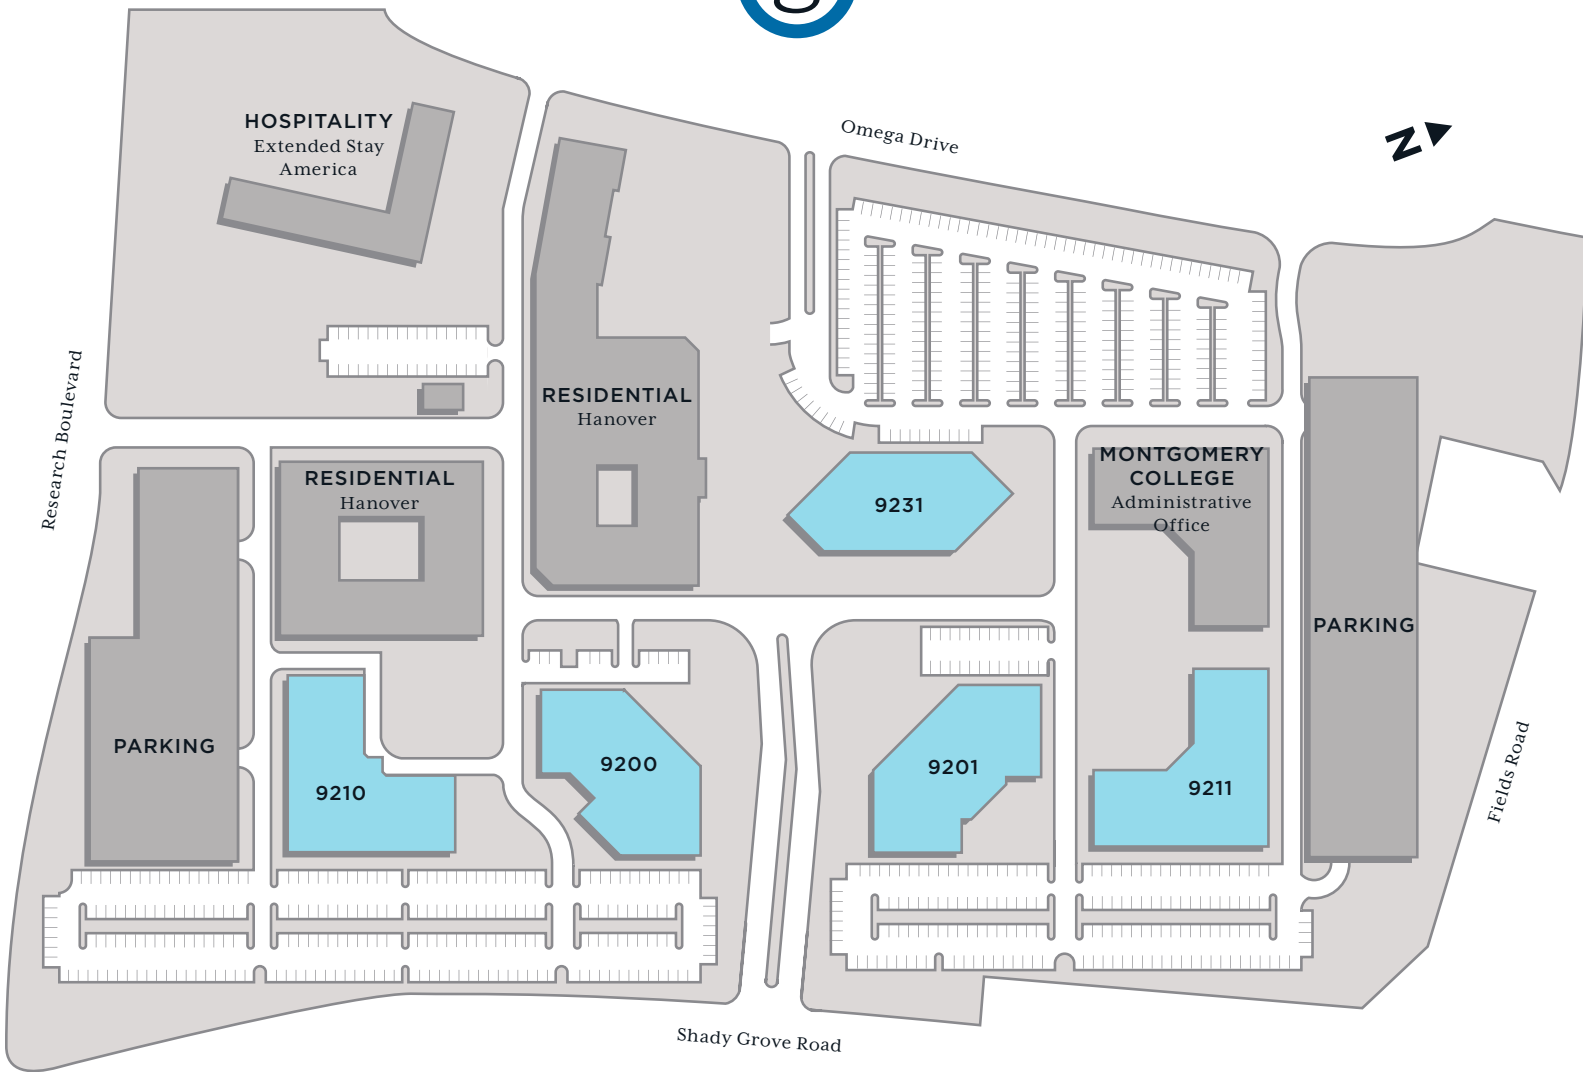 Omega Drive
N
HOSPITALITY
Extended Stay
America
Research Boulevard
RESIDENTIAL
Hanover
RESIDENTIAL
Hanover
9231
MONTGOMERY
COLLEGE
Administrative
Office
PARKING
PARKING
9210
9200
9201
9211
Fields Road
Shady Grove Road